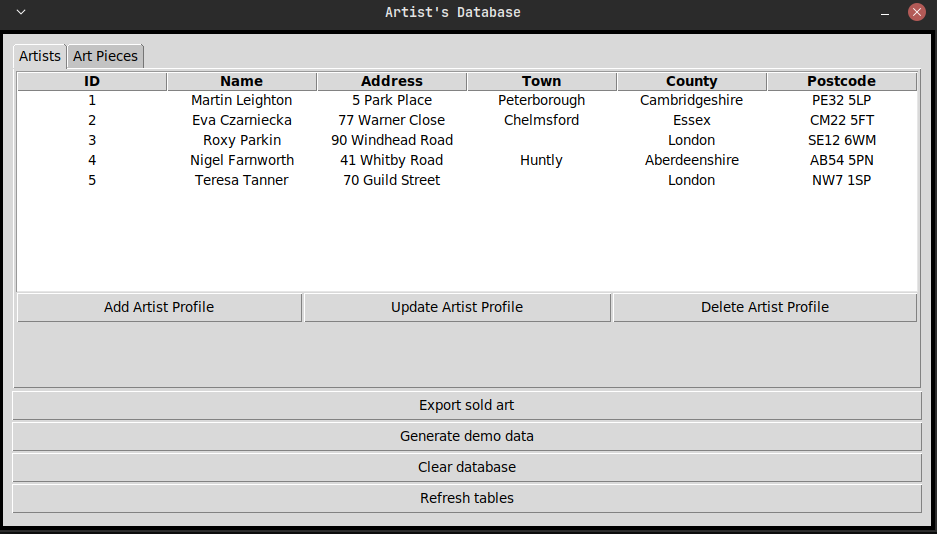 Artist's Database
Artists Art Pieces
ID Name Address Town County Postcode
1 Martin Leighton 5 Park Place Peterborough Cambridgeshire PE32 5LP
2 Eva Czarniecka 77 Warner Close Chelmsford Essex CM22 5FT
3 Roxy Parkin 90 Windhead Road London SE12 6WM
4 Nigel Farnworth 41 Whitby Road Huntly Aberdeenshire AB54 5PN
5 Teresa Tanner 70 Guild Street London NW7 1SP
Add Artist Profile Update Artist Profile Delete Artist Profile
Export sold art
Generate demo data
Clear database
Refresh tables